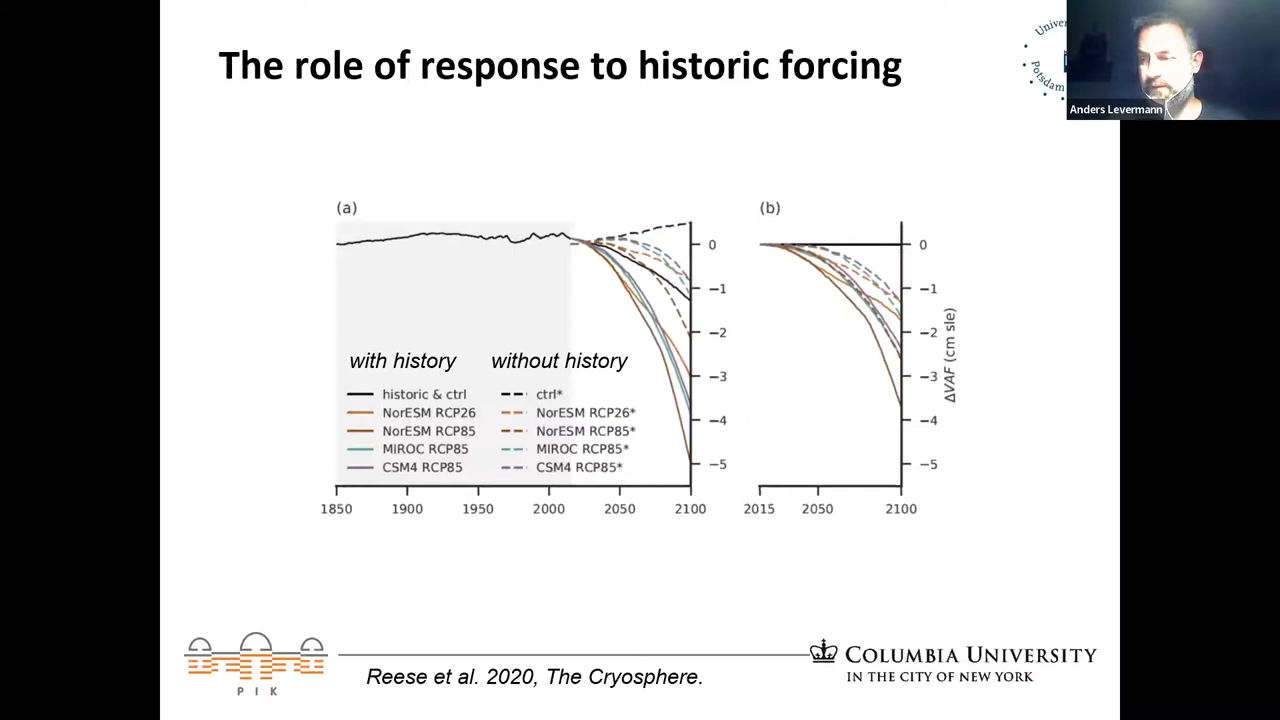 The role of response to historic forcing
Univer
Potsdam
Anders Levermann
(a)
(b)
0
−1
−2
−3
−4
−5
0
−1
−2
−3
−4
−5
ΔVAF (cm sle)
with history
without history
historic & ctrl
ctrl*
NorESM RCP26
NorESM RCP26*
NorESM RCP85
NorESM RCP85*
MIROC RCP85
MIROC RCP85*
CSM4 RCP85
CSM4 RCP85*
1850
1900
1950
2000
2050
2100
2015
2050
2100
PIK
Reese et al. 2020, The Cryosphere.
COLUMBIA UNIVERSITY
IN THE CITY OF NEW YORK